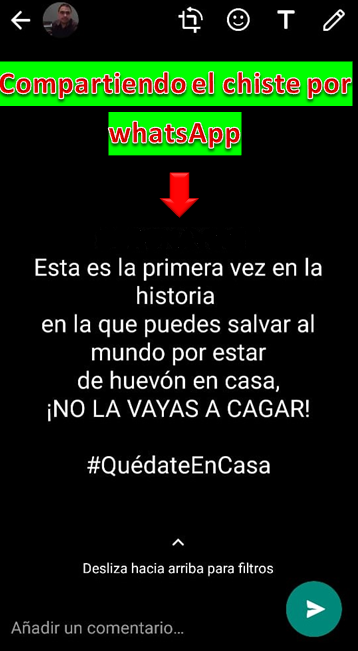 T
Compartiendo el chiste por
whatsApp
Esta es la primera vez en la
historia
en la que puedes salvar al
mundo por estar
de huevón en casa,
¡NO LA VAYAS A CAGAR!
#QuédateEnCasa
Desliza hacia arriba para filtros
Añadir un comentario...